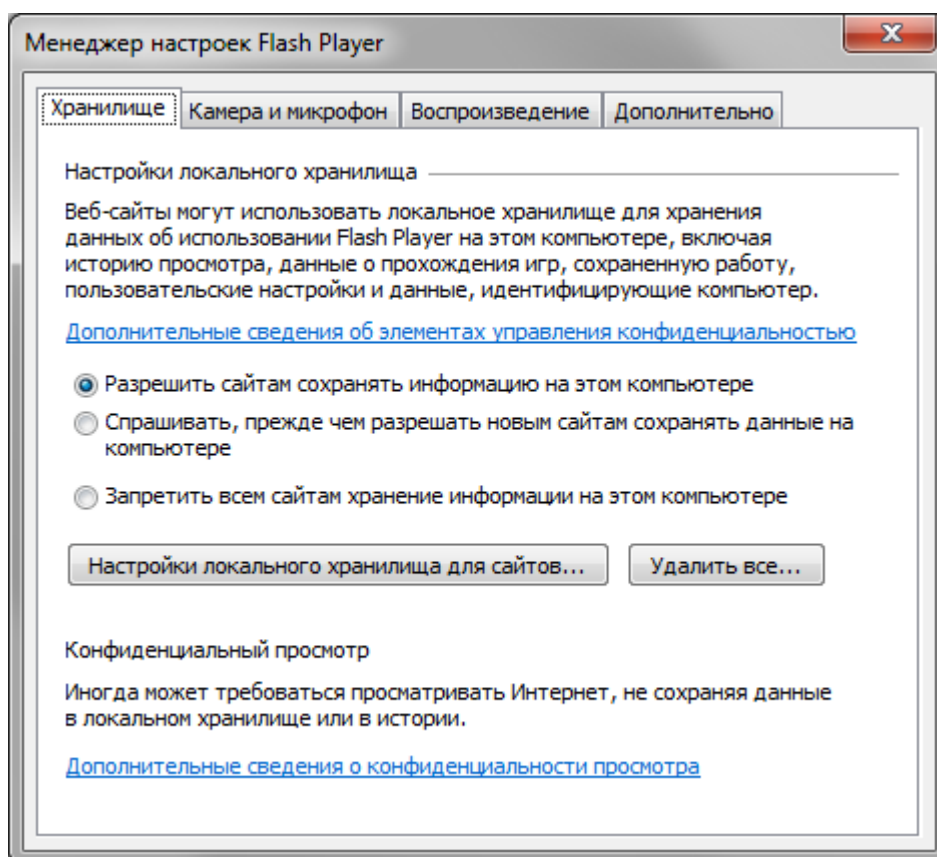 Менеджер настроек Flash Player
Хранилище Камера и микрофон Воспроизведение Дополнительно
Настройки локального хранилища
Веб-сайты могут использовать локальное хранилище для хранения
данных об использовании Flash Player на этом компьютере, включая
историю просмотра, данные о прохождения игр, сохраненную работу,
пользовательские настройки и данные, идентифицирующие компьютер.
Дополнительные сведения об элементах управления конфиденциальностью
Разрешить сайтам сохранять информацию на этом компьютере
Спрашивать, прежде чем разрешать новым сайтам сохранять данные на
компьютере
Запретить всем сайтам хранение информации на этом компьютере
Настройки локального хранилища для сайтов... Удалить все...
Конфиденциальный просмотр
Иногда может требоваться просматривать Интернет, не сохраняя данные
в локальном хранилище или в истории.
Дополнительные сведения о конфиденциальности просмотра